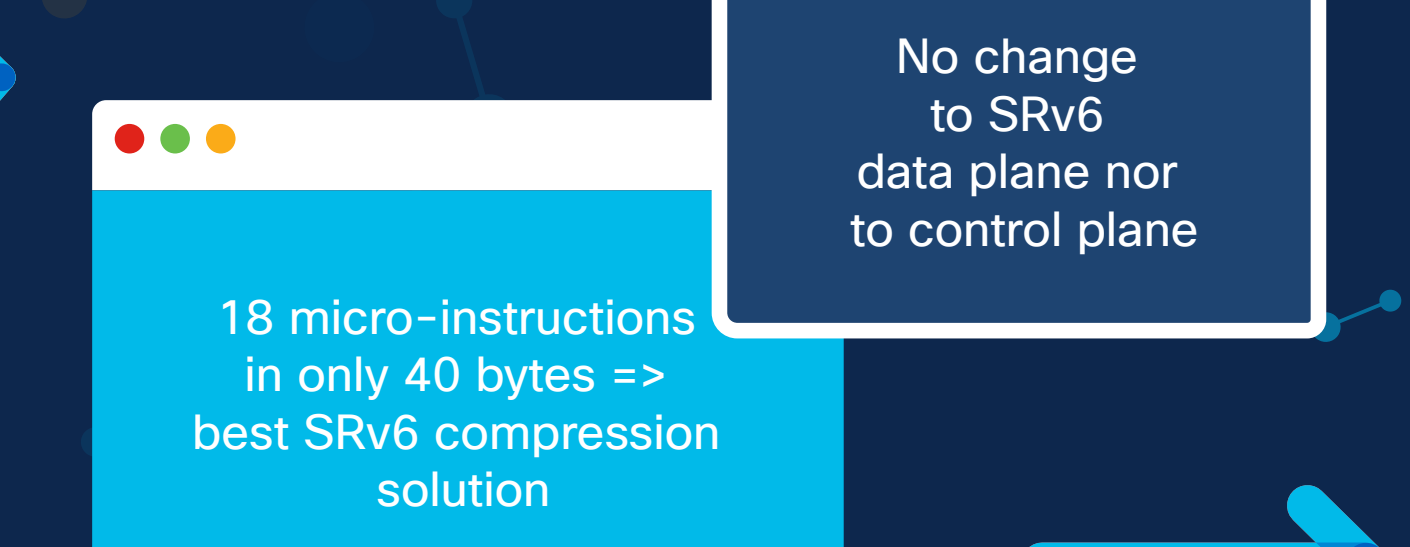 No change
to SRv6
data plane nor
to control plane
18 micro-instructions
in only 40 bytes =>
best SRv6 compression
solution